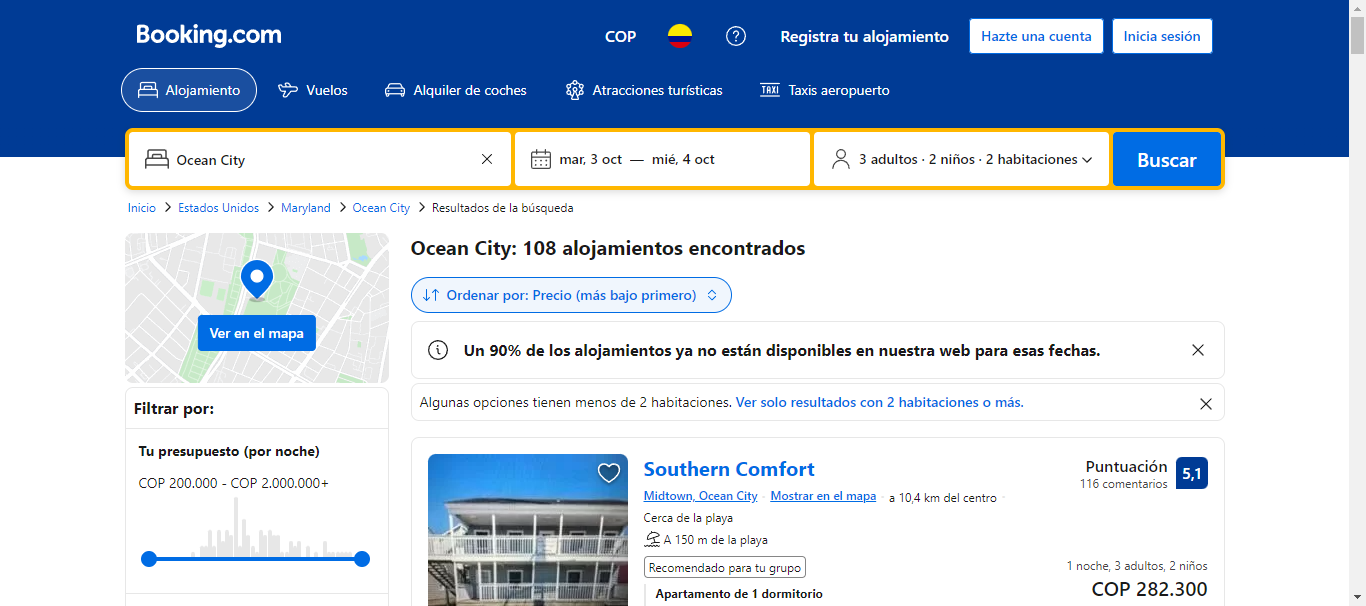 Booking.com
COP
Registra tu alojamiento
Hazte una cuenta
Inicia sesión
Alojamiento
Vuelos
Alquiler de coches
Atracciones turísticas
TAXI
Taxis aeropuerto
Ocean City
mar, 3 oct — mié, 4 oct
3 adultos · 2 niños · 2 habitaciones
Buscar
Inicio > Estados Unidos > Maryland > Ocean City > Resultados de la búsqueda
Ver en el mapa
Filtrar por:
Tu presupuesto (por noche)
COP 200.000 - COP 2.000.000+
Ocean City: 108 alojamientos encontrados
Ordenar por: Precio (más bajo primero)
Un 90% de los alojamientos ya no están disponibles en nuestra web para esas fechas.
Algunas opciones tienen menos de 2 habitaciones. Ver solo resultados con 2 habitaciones o más.
Southern Comfort
Midtown, Ocean City · Mostrar en el mapa · a 10,4 km del centro ·
Cerca de la playa
A 150 m de la playa
Recomendado para tu grupo
Apartamento de 1 dormitorio
Puntuación
116 comentarios
5,1
1 noche, 3 adultos, 2 niños
COP 282.300